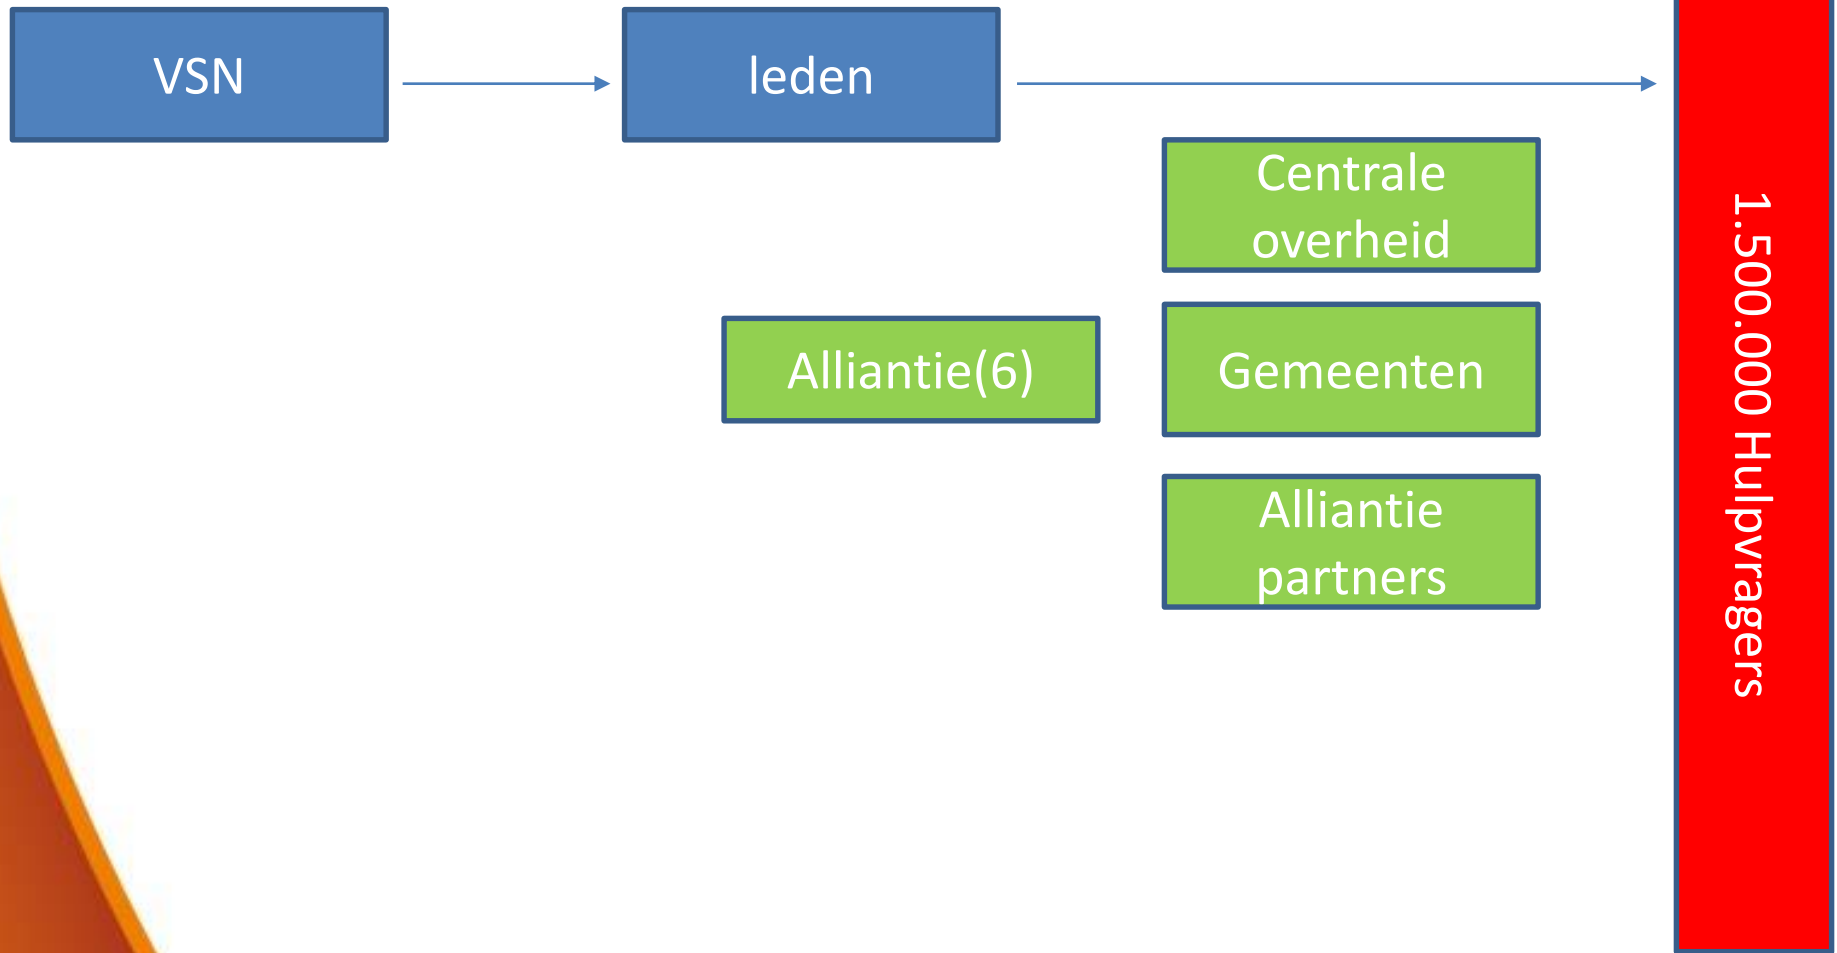 VSN
leden
Centrale
overheid
Alliantie(6)
Gemeenten
Alliantie
partners
1.500.000 Hulpvragers